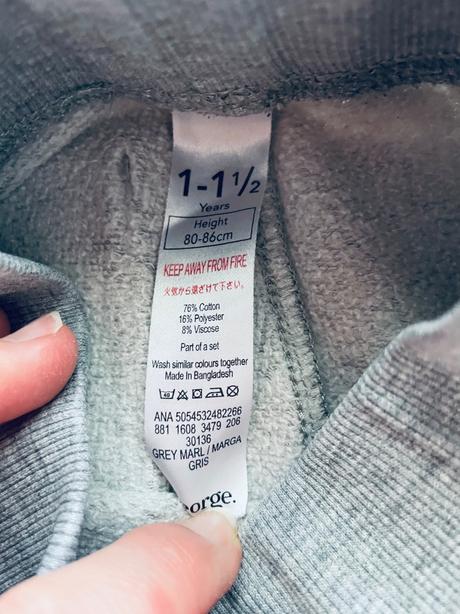 1-1½
Years
Height
80-86cm
KEEP AWAY FROM FIRE
火気から遠ざけて下さい。
76% Cotton
16% Polyester
8% Viscose
Part of a set
Wash similar colours together
Made In Bangladesh
40
ANA 5054532482266
881 1608 3479 206
30136
GREY MARL / MARGA
GRIS
eorge.